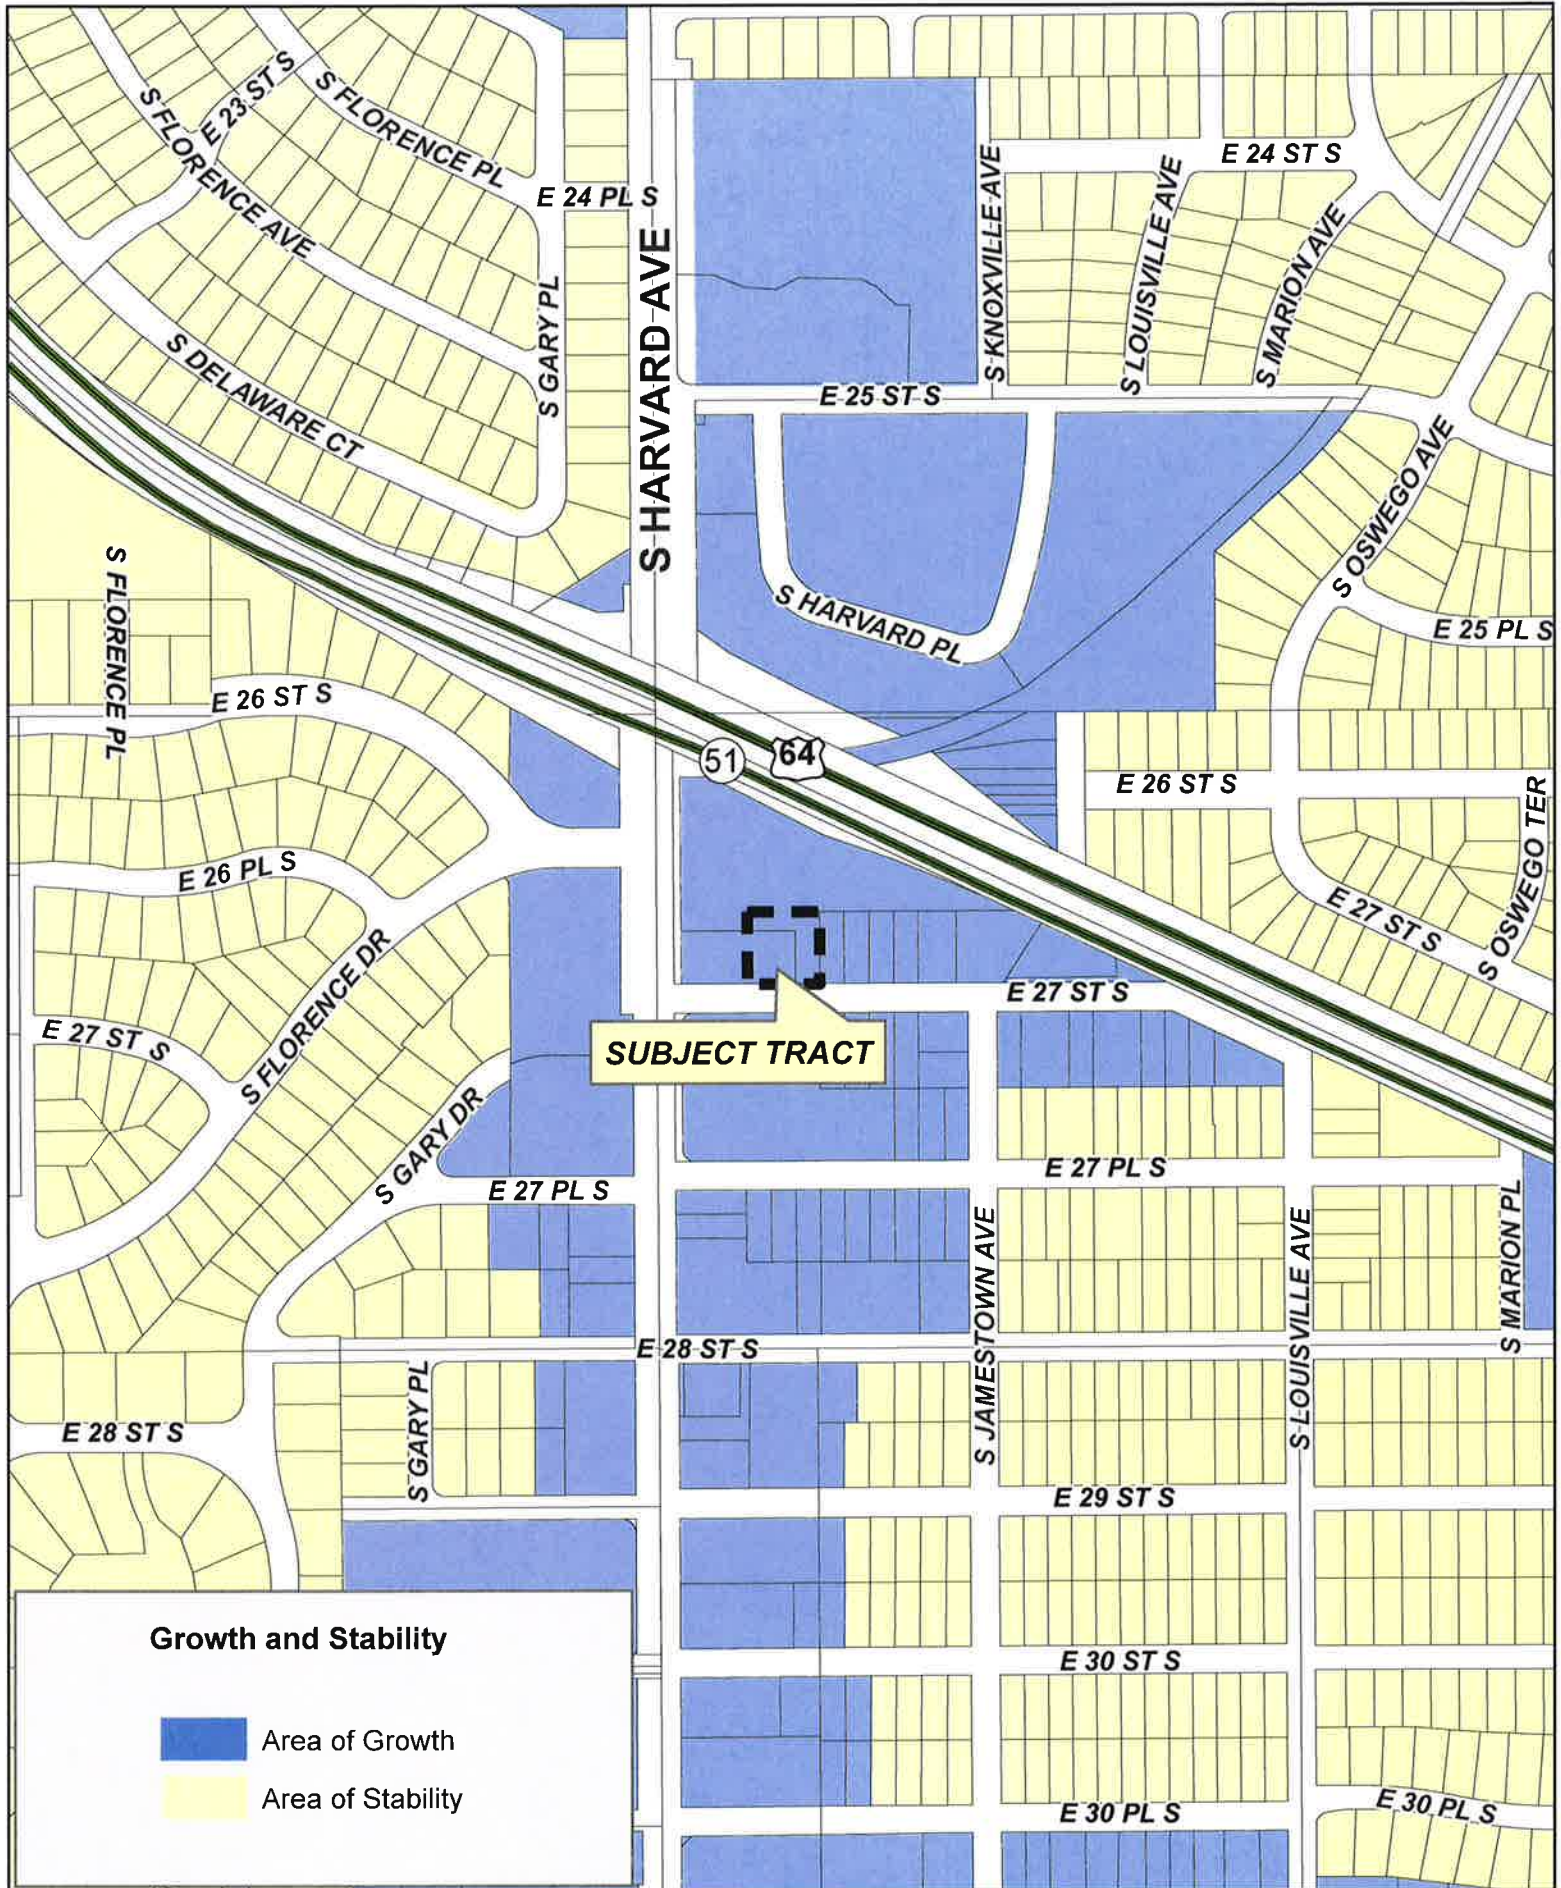 S FLORENCE AVE
E 23 ST S
S FLORENCE PL
E 24 PL S
S GARY PL
S HARVARD AVE
S DELAWARE CT
S KNOXVILLE AVE
E 24 ST S
S LOUISVILLE AVE
S MARION AVE
E 25 ST S
S OSWEGO AVE
S HARVARD PL
E 25 PL S
S FLORENCE PL
E 26 ST S
51
64
E 26 ST S
S OSWEGO TER
E 26 PL S
E 27 ST S
S FLORENCE DR
E 27 ST S
E 27 ST S
SUBJECT TRACT
S GARY DR
E 27 PL S
E 27 PL S
S JAMESTOWN AVE
S LOUISVILLE AVE
S MARION PL
E 28 ST S
S GARY PL
E 28 ST S
E 29 ST S
E 30 ST S
E 30 PL S
E 30 PL S
Growth and Stability
Area of Growth
Area of Stability